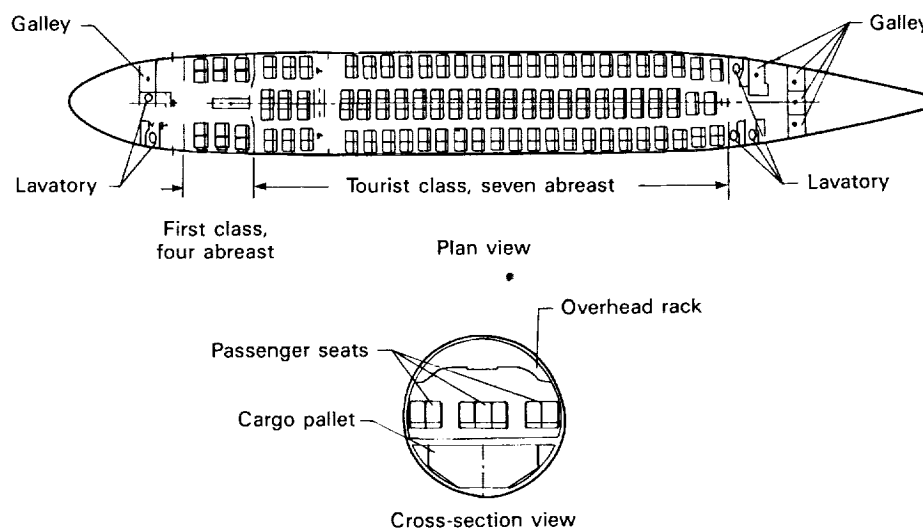 Galley
Galley
Lavatory
Tourist class, seven abreast
Lavatory
First class,
four abreast
Plan view
Overhead rack
Passenger seats
Cargo pallet
Cross-section view